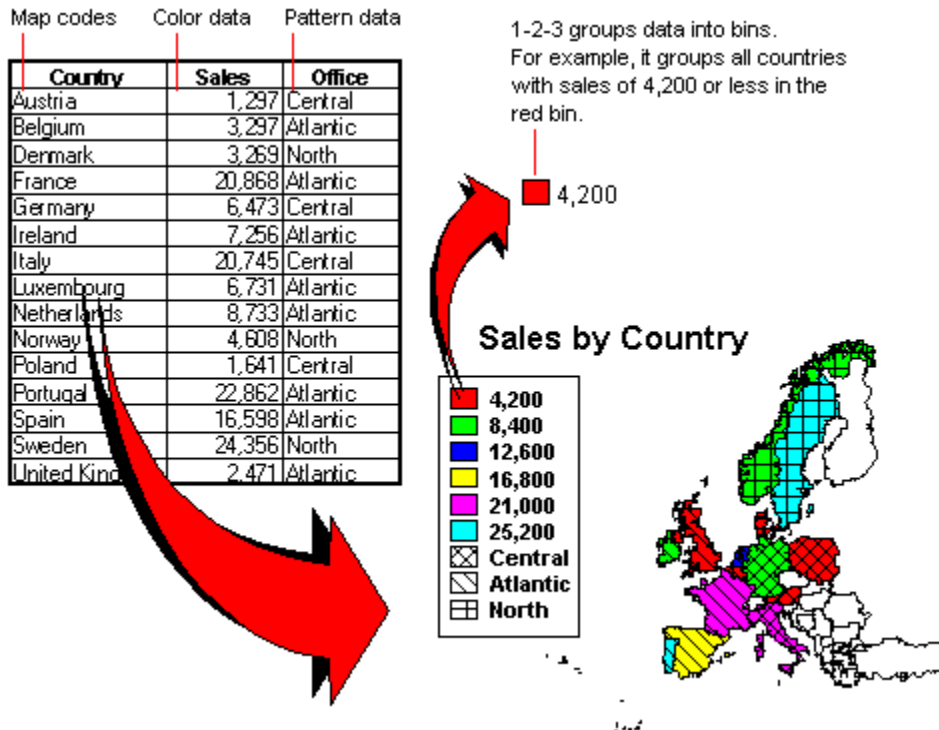 Map codes Color data Pattern data
1-2-3 groups data into bins.
For example, it groups all countries
with sales of 4,200 or less in the
red bin.
Country Sales Office
Austria 1,297 Central
Belgium 3,297 Atlantic
Denmark 3,269 North
France 20,868 Atlantic
Germany 6,473 Central
Ireland 7,256 Atlantic
Italy 20,745 Central
Luxembourg 6,731 Atlantic
Netherlands 8,733 Atlantic
Norway 4,608 North
Poland 1,641 Central
Portugal 22,862 Atlantic
Spain 16,598 Atlantic
Sweden 24,356 North
United 2,471 Atlantic
4,200
Sales by Country
4,200
8,400
12,600
16,800
21,000
25,200
Central
Atlantic
North